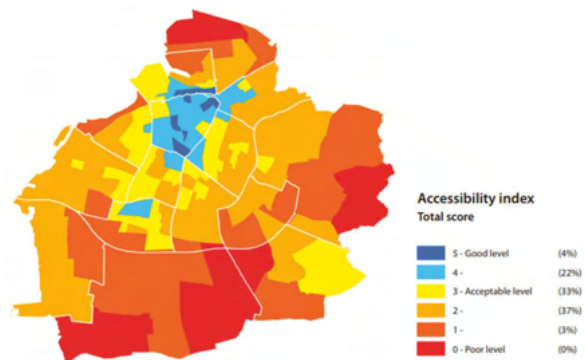 Accessibility index
Total score
5 - Good level (4%)
4 - (22%)
3 - Acceptable level (33%)
2 - (37%)
1 - (3%)
0 - Poor level (0%)